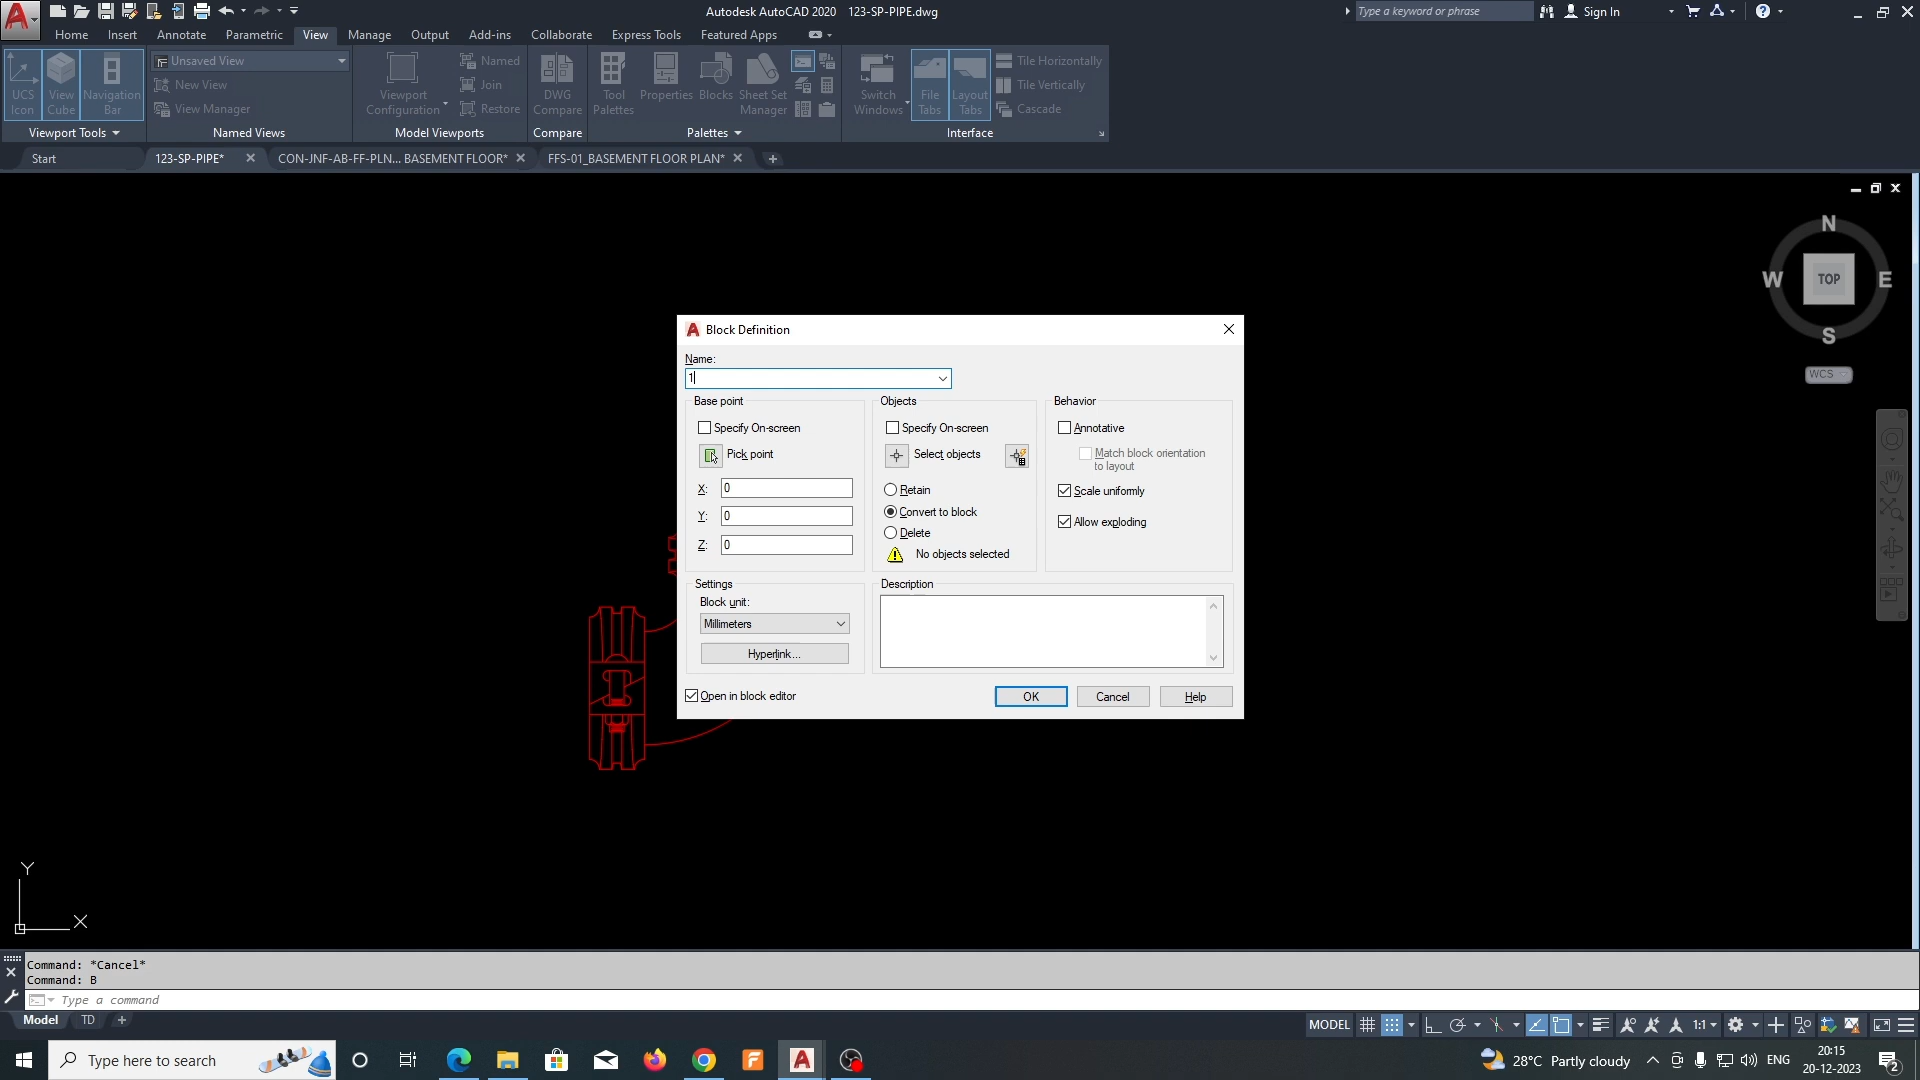 Autodesk AutoCAD 2020 123-SP-PIPE.dwg
Type a keyword or phrase
Sign In
Home Insert Annotate Parametric View Manage Output Add-ins Collaborate Express Tools Featured Apps
UCS Icon
View Cube
Navigation Bar
Viewport Tools
Unsaved View
New View
View Manager
Named Views
Viewport Configuration
Named
Join
Restore
Model Viewports
DWG Compare
Compare
Tool Palettes
Properties
Blocks
Sheet Set Manager
Palettes
Switch Windows
File Tabs
Layout Tabs
Tile Horizontally
Tile Vertically
Cascade
Interface
Start
123-SP-PIPE*
CON-JNF-AB-FF-PLN... BASEMENT FLOOR*
FFS-01_BASEMENT FLOOR PLAN*
N
W TOP E
S
WCS
Block Definition
Name:
1
Base point
Specify On-screen
Pick point
X: 0
Y: 0
Z: 0
Objects
Specify On-screen
Select objects
Retain
Convert to block
Delete
No objects selected
Behavior
Annotative
Match block orientation
to layout
Scale uniformly
Allow exploding
Settings
Block unit:
Millimeters
Hyperlink...
Description
Open in block editor
OK Cancel Help
Y
X
Command: *Cancel*
Command: B
Type a command
Model TD
MODEL 1:1
Type here to search
28°C Partly cloudy
ENG
20:15
20-12-2023
2